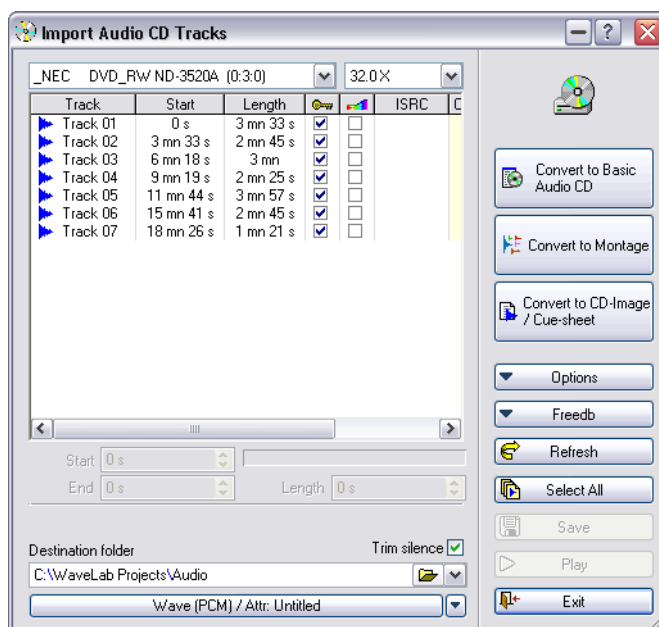 Import Audio CD Tracks
_NEC DVD_RW ND-3520A (0:3:0) 32.0 X
Track Start Length ISRC C
Track 01 0 s 3 mn 33 s
Track 02 3 mn 33 s 2 mn 45 s
Track 03 6 mn 18 s 3 mn
Track 04 9 mn 19 s 2 mn 25 s
Track 05 11 mn 44 s 3 mn 57 s
Track 06 15 mn 41 s 2 mn 45 s
Track 07 18 mn 26 s 1 mn 21 s
Start 0 s
End 0 s Length 0 s
Destination folder Trim silence
C:\WaveLab Projects\Audio
Wave (PCM) / Attr: Untitled
Convert to Basic
Audio CD
Convert to Montage
Convert to CD-Image
/ Cue-sheet
Options
Freedb
Refresh
Select All
Save
Play
Exit